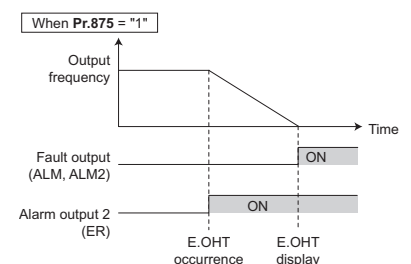 When Pr.875 = "1"
Output
frequency
Time
Fault output
(ALM, ALM2)
ON
Alarm output 2
(ER)
ON
E.OHT
occurrence
E.OHT
display